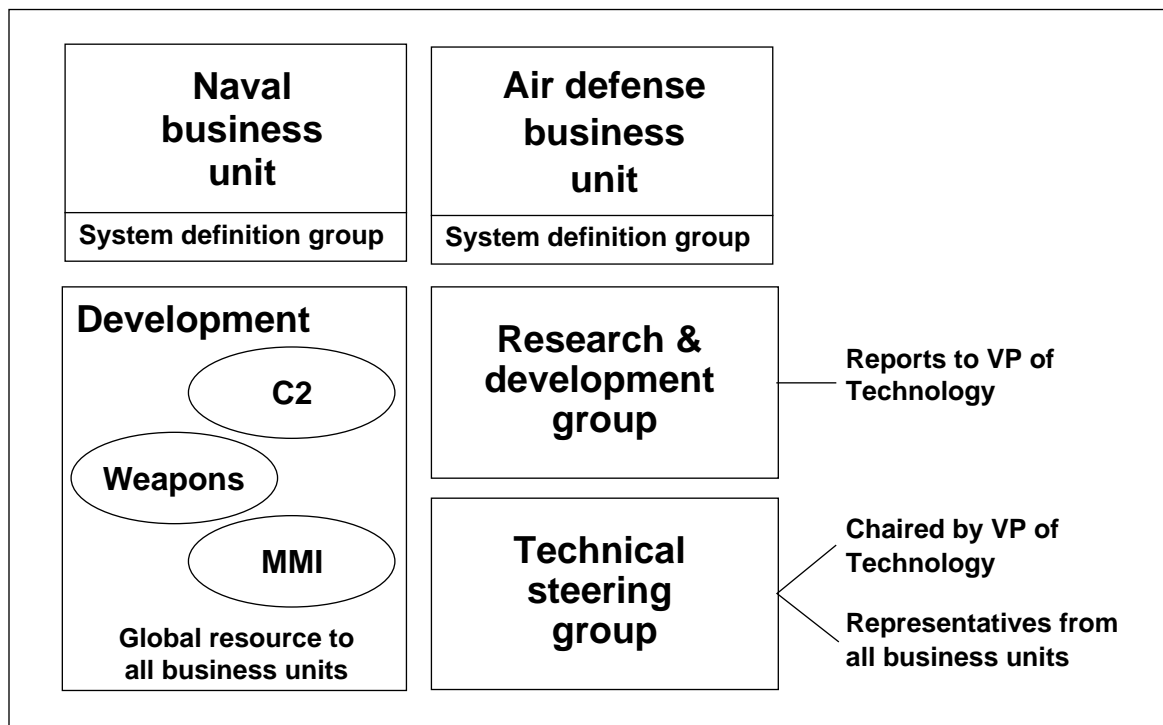 Naval
business
unit
System definition group
Air defense
business
unit
System definition group
Development
C2
Weapons
MMI
Global resource to
all business units
Research &
development
group
Reports to VP of
Technology
Technical
steering
group
Chaired by VP of
Technology
Representatives from
all business units